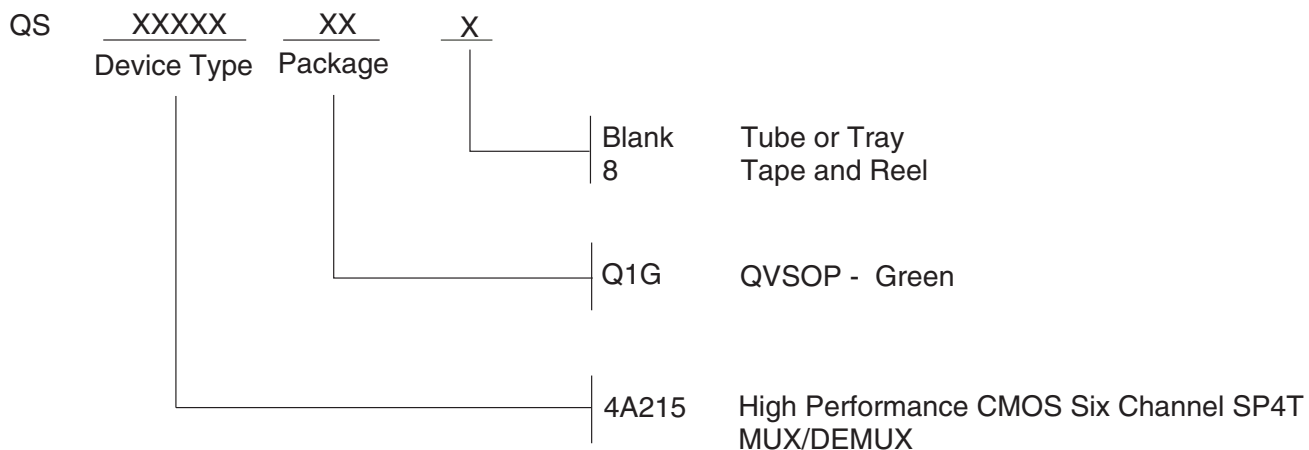 QS XXXXX XX X
Device Type Package
Blank Tube or Tray
8 Tape and Reel
Q1G QVSOP - Green
4A215 High Performance CMOS Six Channel SP4T
MUX/DEMUX